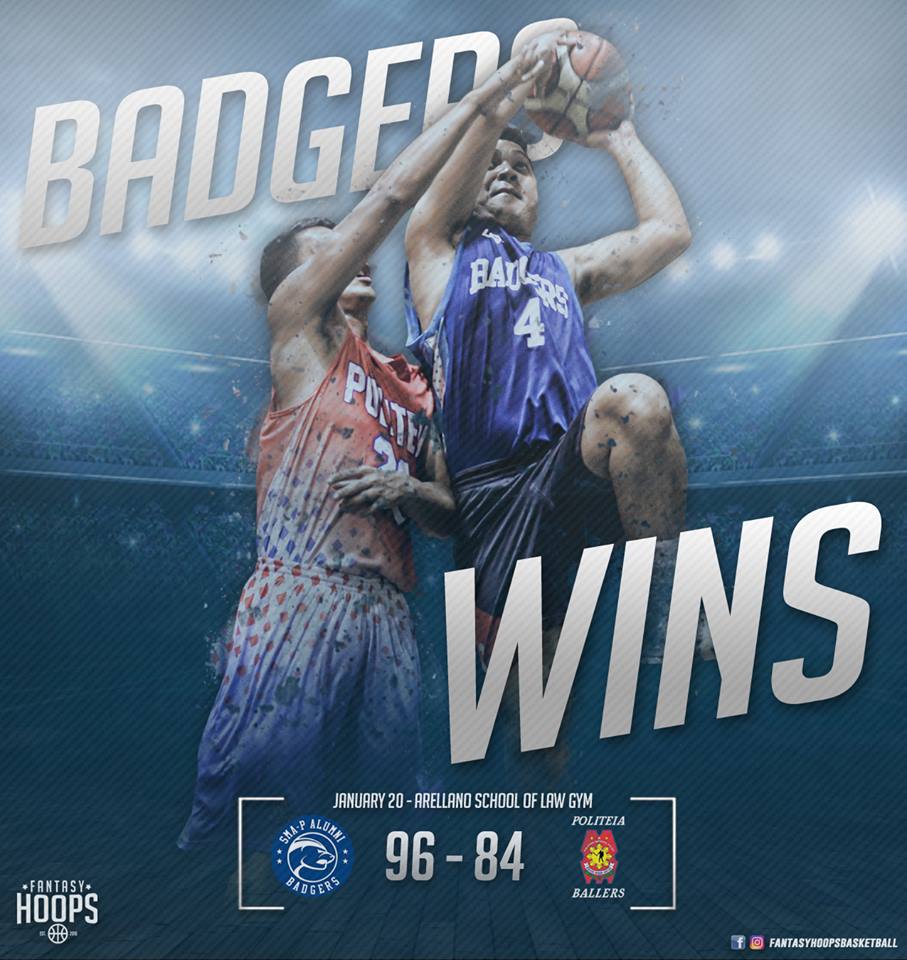 BADGERS
BADGERS
4
POLITEIA
WINS
JANUARY 20 - ARELLANO SCHOOL OF LAW GYM
SMA-P ALUMNI
BADGERS
96 - 84
POLITEIA
BALLERS
FANTASY
HOOPS
EST.
FANTASYHOOPSBASKETBALL